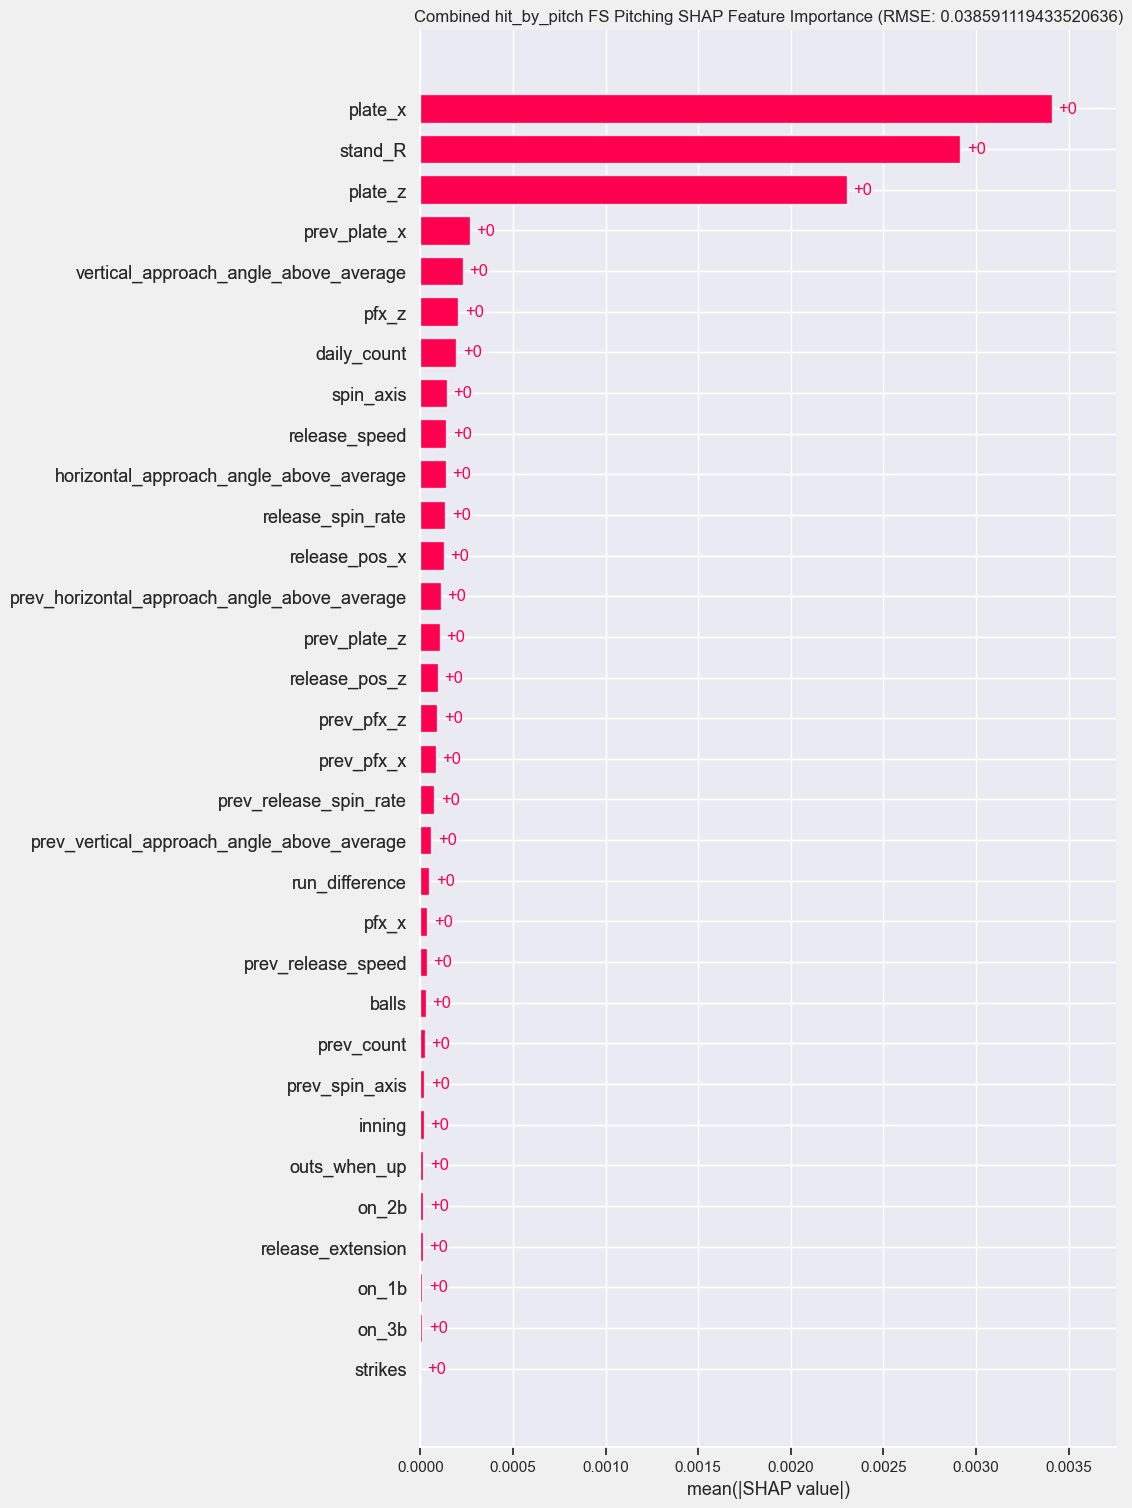 Combined hit_by_pitch FS Pitching SHAP Feature Importance (RMSE: 0.038591119433520636)
plate_x +0
stand_R +0
plate_z +0
prev_plate_x +0
vertical_approach_angle_above_average +0
pfx_z +0
daily_count +0
spin_axis +0
release_speed +0
horizontal_approach_angle_above_average +0
release_spin_rate +0
release_pos_x +0
prev_horizontal_approach_angle_above_average +0
prev_plate_z +0
release_pos_z +0
prev_pfx_z +0
prev_pfx_x +0
prev_release_spin_rate +0
prev_vertical_approach_angle_above_average +0
run_difference +0
pfx_x +0
prev_release_speed +0
balls +0
prev_count +0
prev_spin_axis +0
inning +0
outs_when_up +0
on_2b +0
release_extension +0
on_1b +0
on_3b +0
strikes +0
0.0000 0.0005 0.0010 0.0015 0.0020 0.0025 0.0030 0.0035
mean(|SHAP value|)